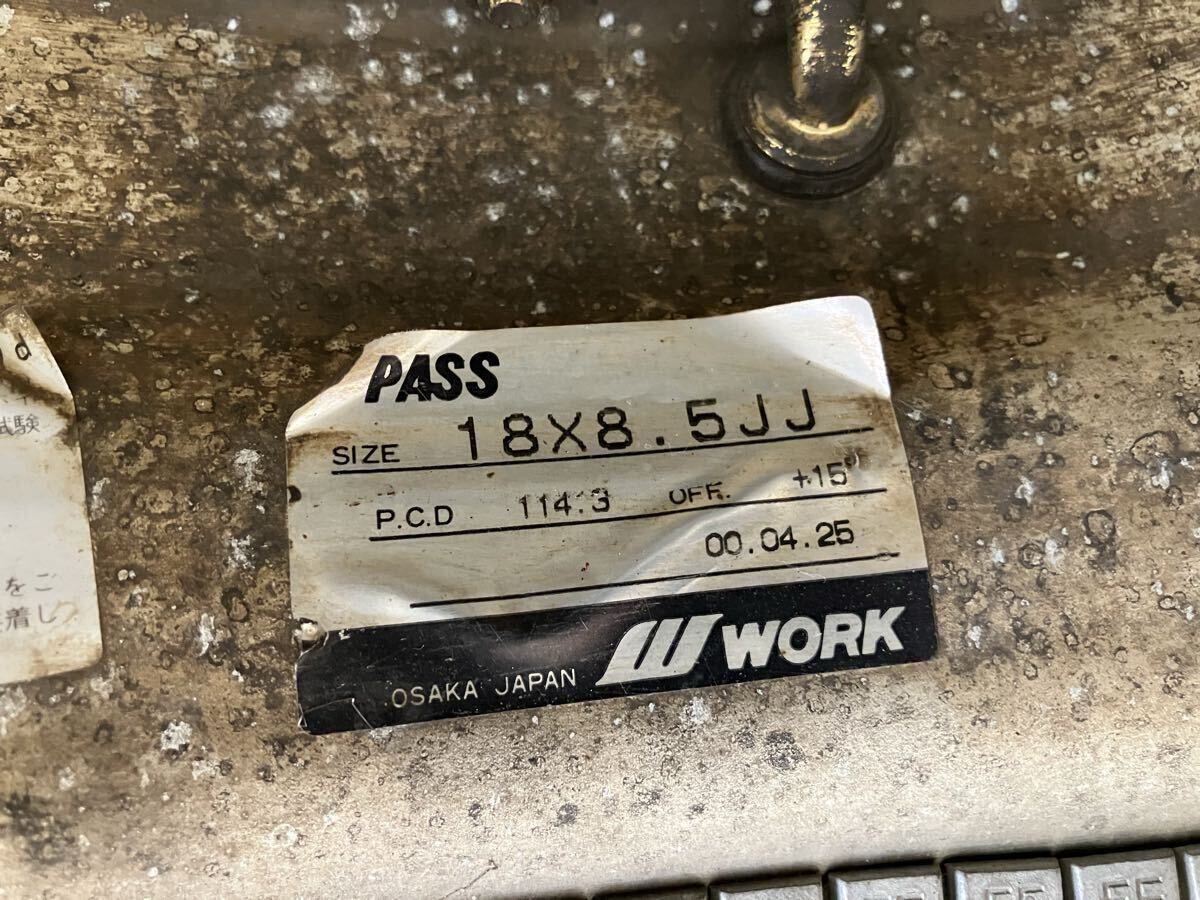 PASS
SIZE 18X8.5JJ
P.C.D 114.3 OFF. +15
00.04.25
OSAKA JAPAN WORK
d
試験
をご
着し